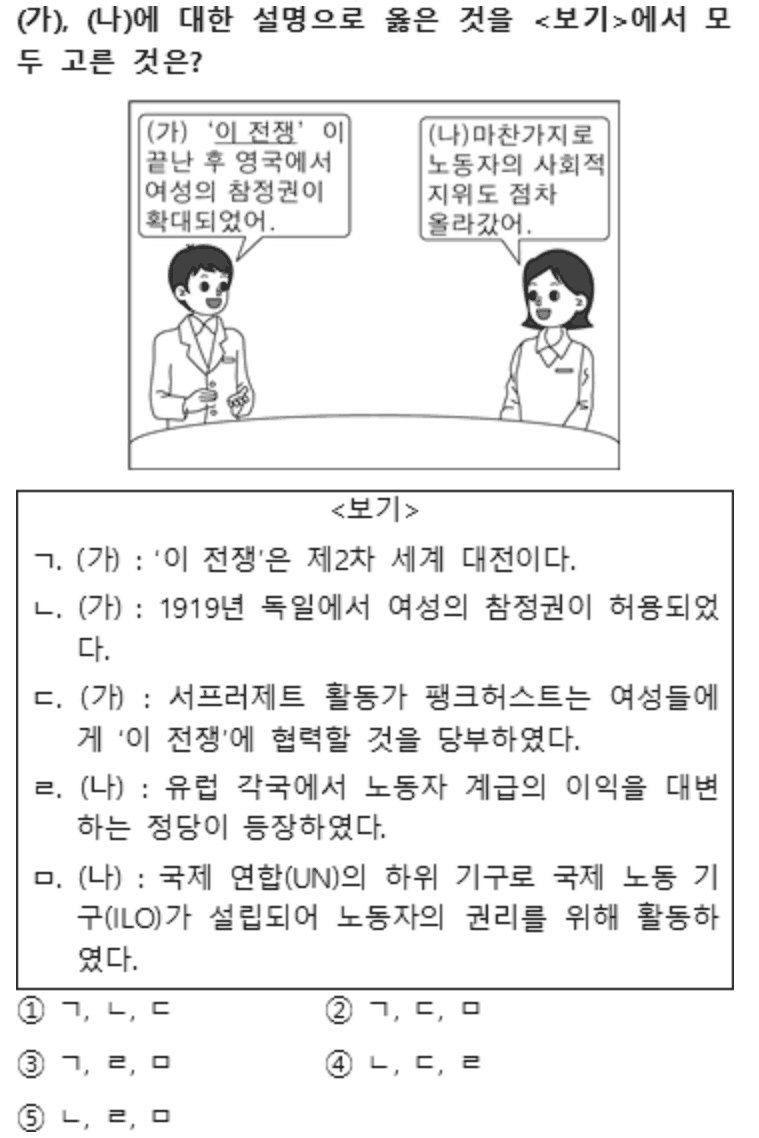 (가), (나)에 대한 설명으로 옳은 것을 <보기>에서 모
두 고른 것은?
(가) ‘이 전쟁’ 이
끝난 후 영국에서
여성의 참정권이
확대되었어.
(나)마찬가지로
노동자의 사회적
지위도 점차
올라갔어.
<보기>
ㄱ. (가) : ‘이 전쟁’은 제2차 세계 대전이다.
ㄴ. (가) : 1919년 독일에서 여성의 참정권이 허용되었
다.
ㄷ. (가) : 서프러제트 활동가 팽크허스트는 여성들에
게 ‘이 전쟁’에 협력할 것을 당부하였다.
ㄹ. (나) : 유럽 각국에서 노동자 계급의 이익을 대변
하는 정당이 등장하였다.
ㅁ. (나) : 국제 연합(UN)의 하위 기구로 국제 노동 기
구(ILO)가 설립되어 노동자의 권리를 위해 활동하
였다.
① ㄱ, ㄴ, ㄷ ② ㄱ, ㄷ, ㅁ
③ ㄱ, ㄹ, ㅁ ④ ㄴ, ㄷ, ㄹ
⑤ ㄴ, ㄹ, ㅁ